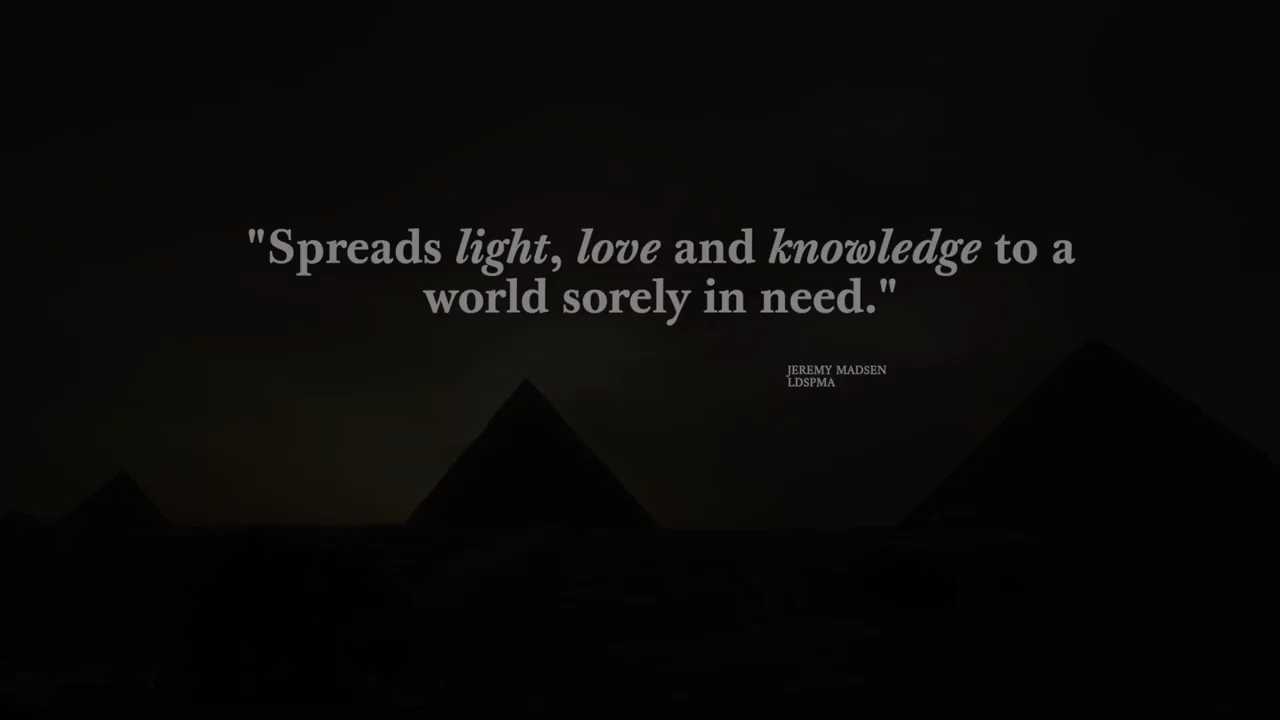 "Spreads light, love and knowledge to a
world sorely in need."
JEREMY MADSEN
LDSPMA